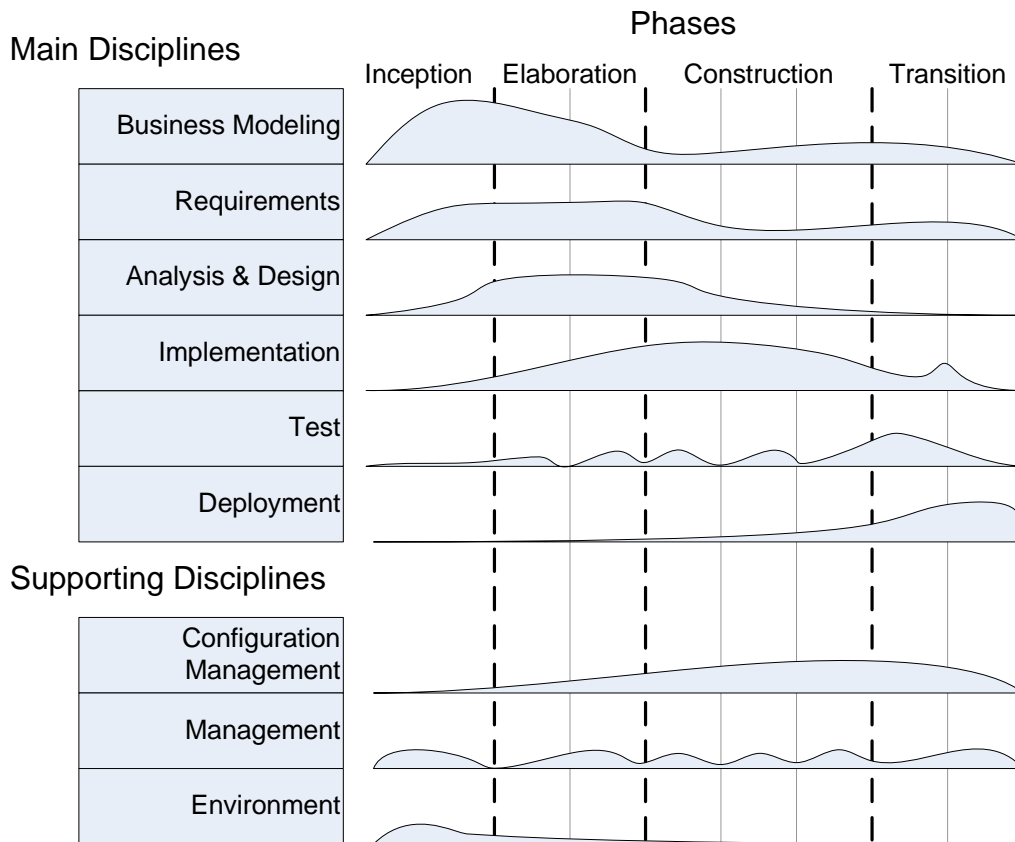 Phases
Main Disciplines
Inception Elaboration Construction Transition
Business Modeling
Requirements
Analysis & Design
Implementation
Test
Deployment
Supporting Disciplines
Configuration
Management
Management
Environment